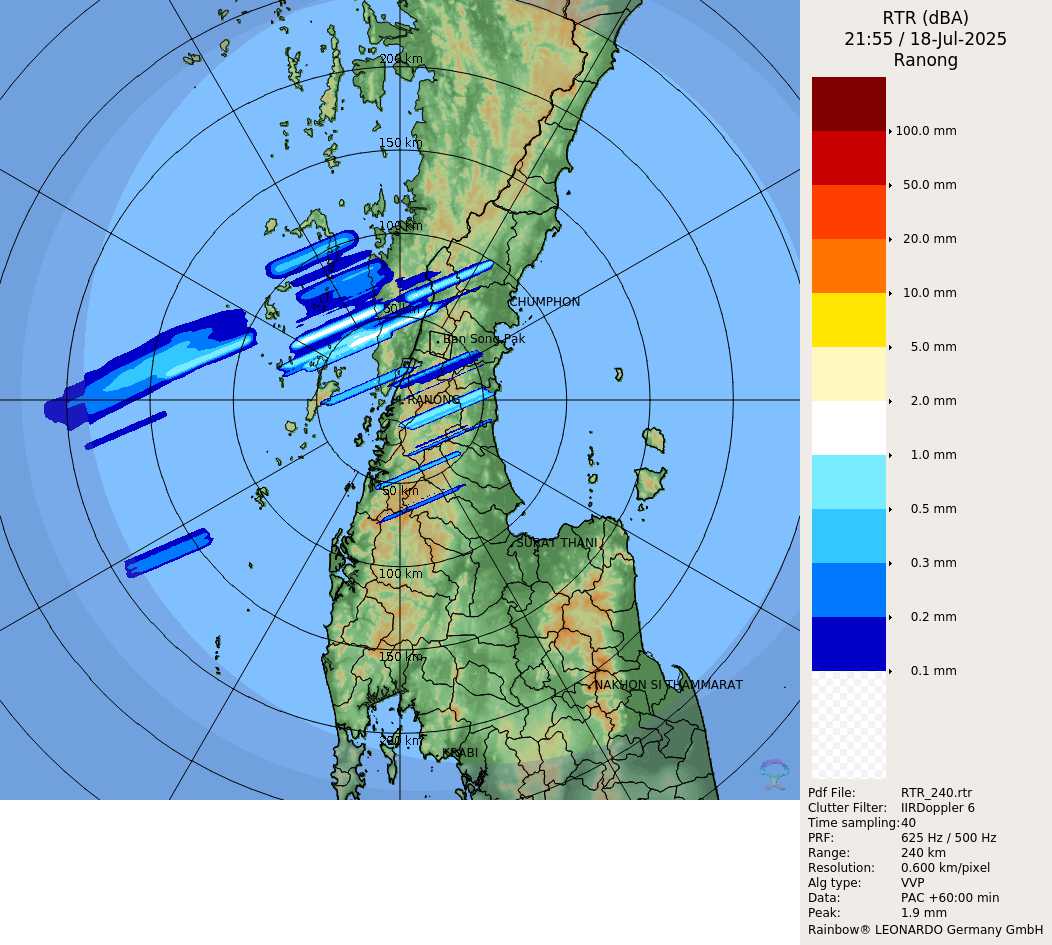 RTR (dBA)
21:55 / 18-Jul-2025
Ranong
100.0 mm
50.0 mm
20.0 mm
10.0 mm
5.0 mm
2.0 mm
1.0 mm
0.5 mm
0.3 mm
0.2 mm
0.1 mm
Pdf File: RTR_240.rtr
Clutter Filter: IIRDoppler 6
Time sampling:40
PRF: 625 Hz / 500 Hz
Range: 240 km
Resolution: 0.600 km/pixel
Alg type: VVP
Data: PAC +60:00 min
Peak: 1.9 mm
Rainbow® LEONARDO Germany GmbH
200 km
150 km
100 km
CHUMPHON
50 km
Ban Song Pak
RANONG
50 km
SURAT THANI
100 km
150 km
NAKHON SI THAMMARAT
200 km
KRABI